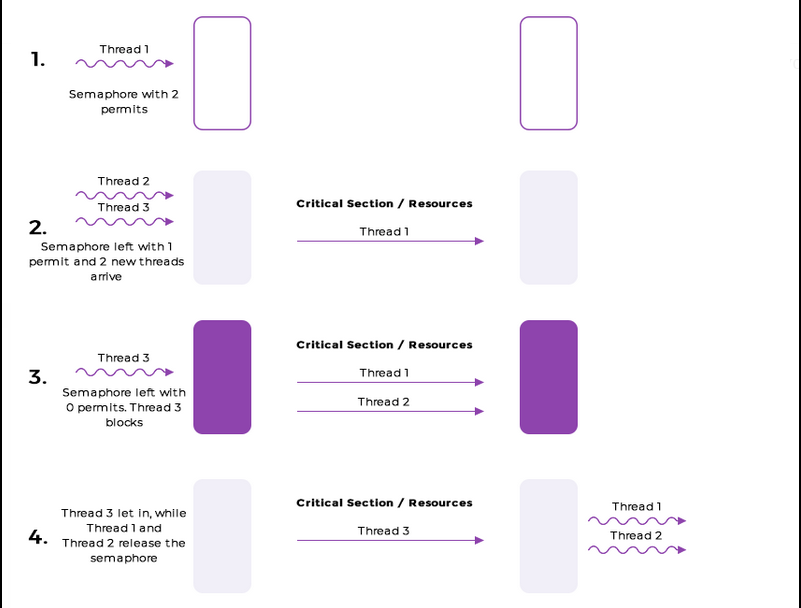 1.
Thread 1
Semaphore with 2
permits
2.
Thread 2
Thread 3
Semaphore left with 1
permit and 2 new threads
arrive
Critical Section / Resources
Thread 1
3.
Thread 3
Semaphore left with
0 permits. Thread 3
blocks
Critical Section / Resources
Thread 1
Thread 2
4.
Thread 3 let in, while
Thread 1 and
Thread 2 release the
semaphore
Critical Section / Resources
Thread 3
Thread 1
Thread 2